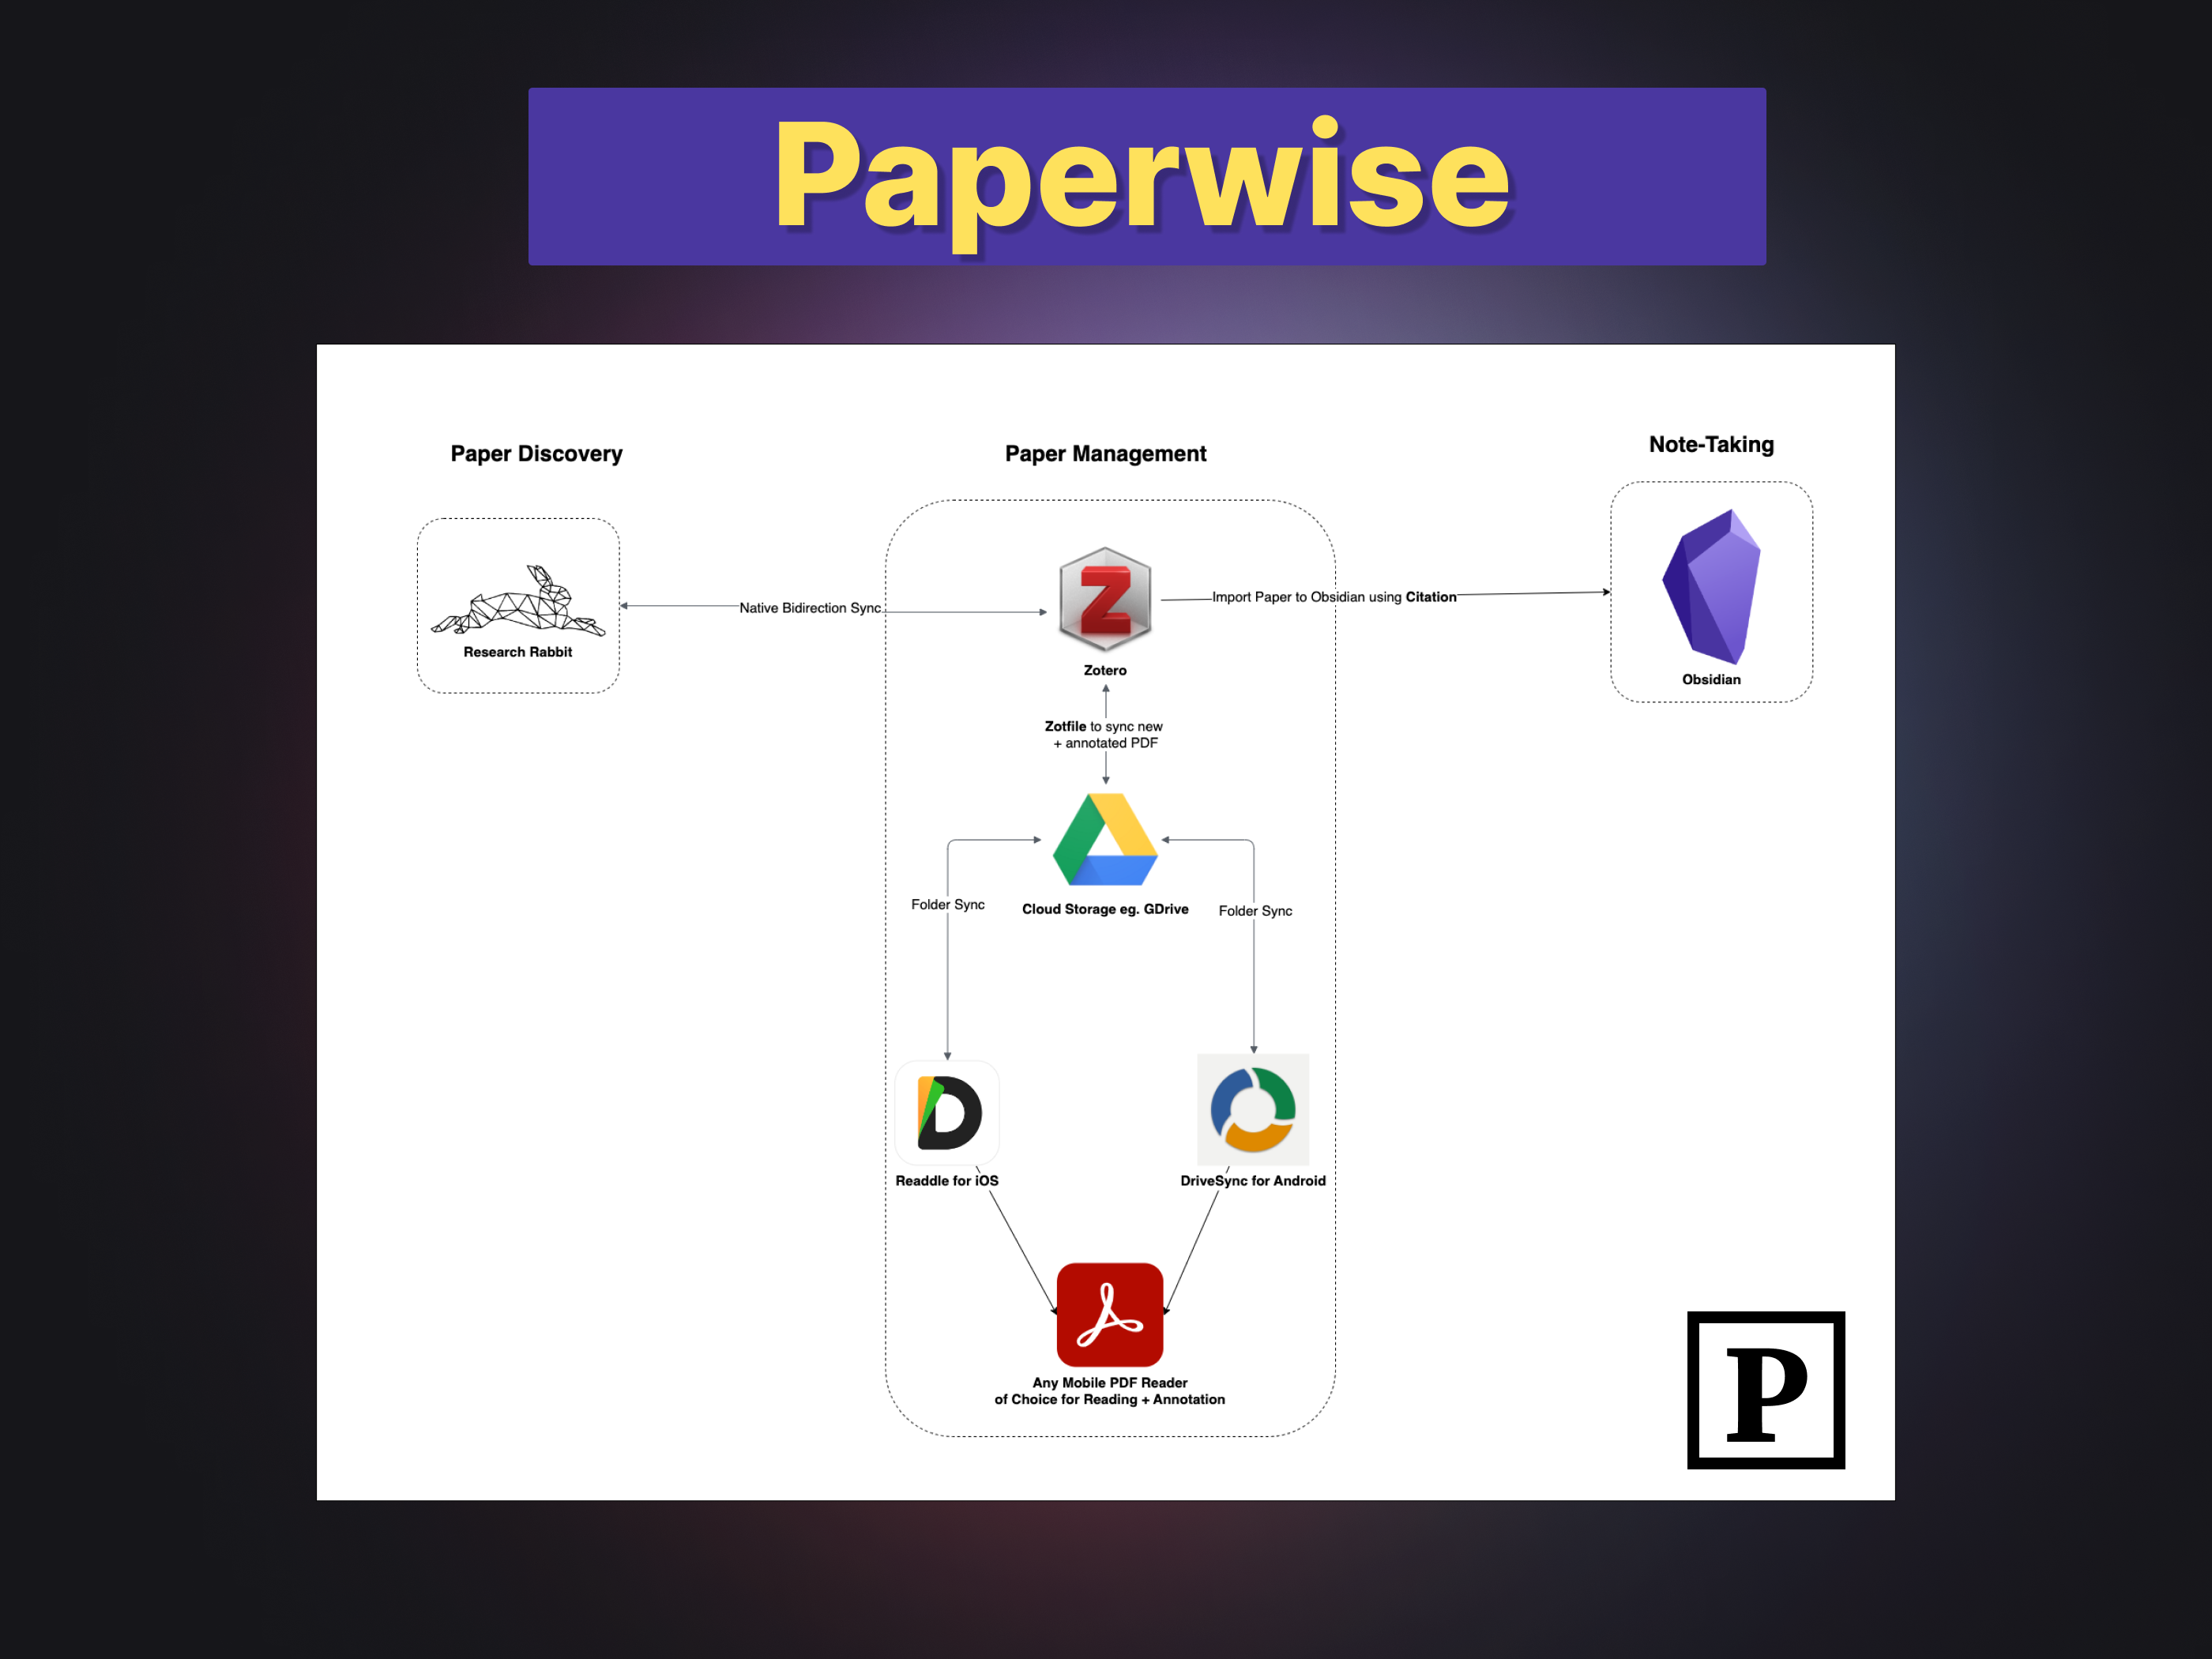 Paperwise
Paper Discovery
Paper Management
Note-Taking
Research Rabbit
Native Bidirection Sync
Z
Zotero
Import Paper to Obsidian using Citation
Obsidian
Zotfile to sync new
+ annotated PDF
Folder Sync
Cloud Storage eg. GDrive
Folder Sync
D
Readdle for iOS
DriveSync for Android
Any Mobile PDF Reader
of Choice for Reading + Annotation
P